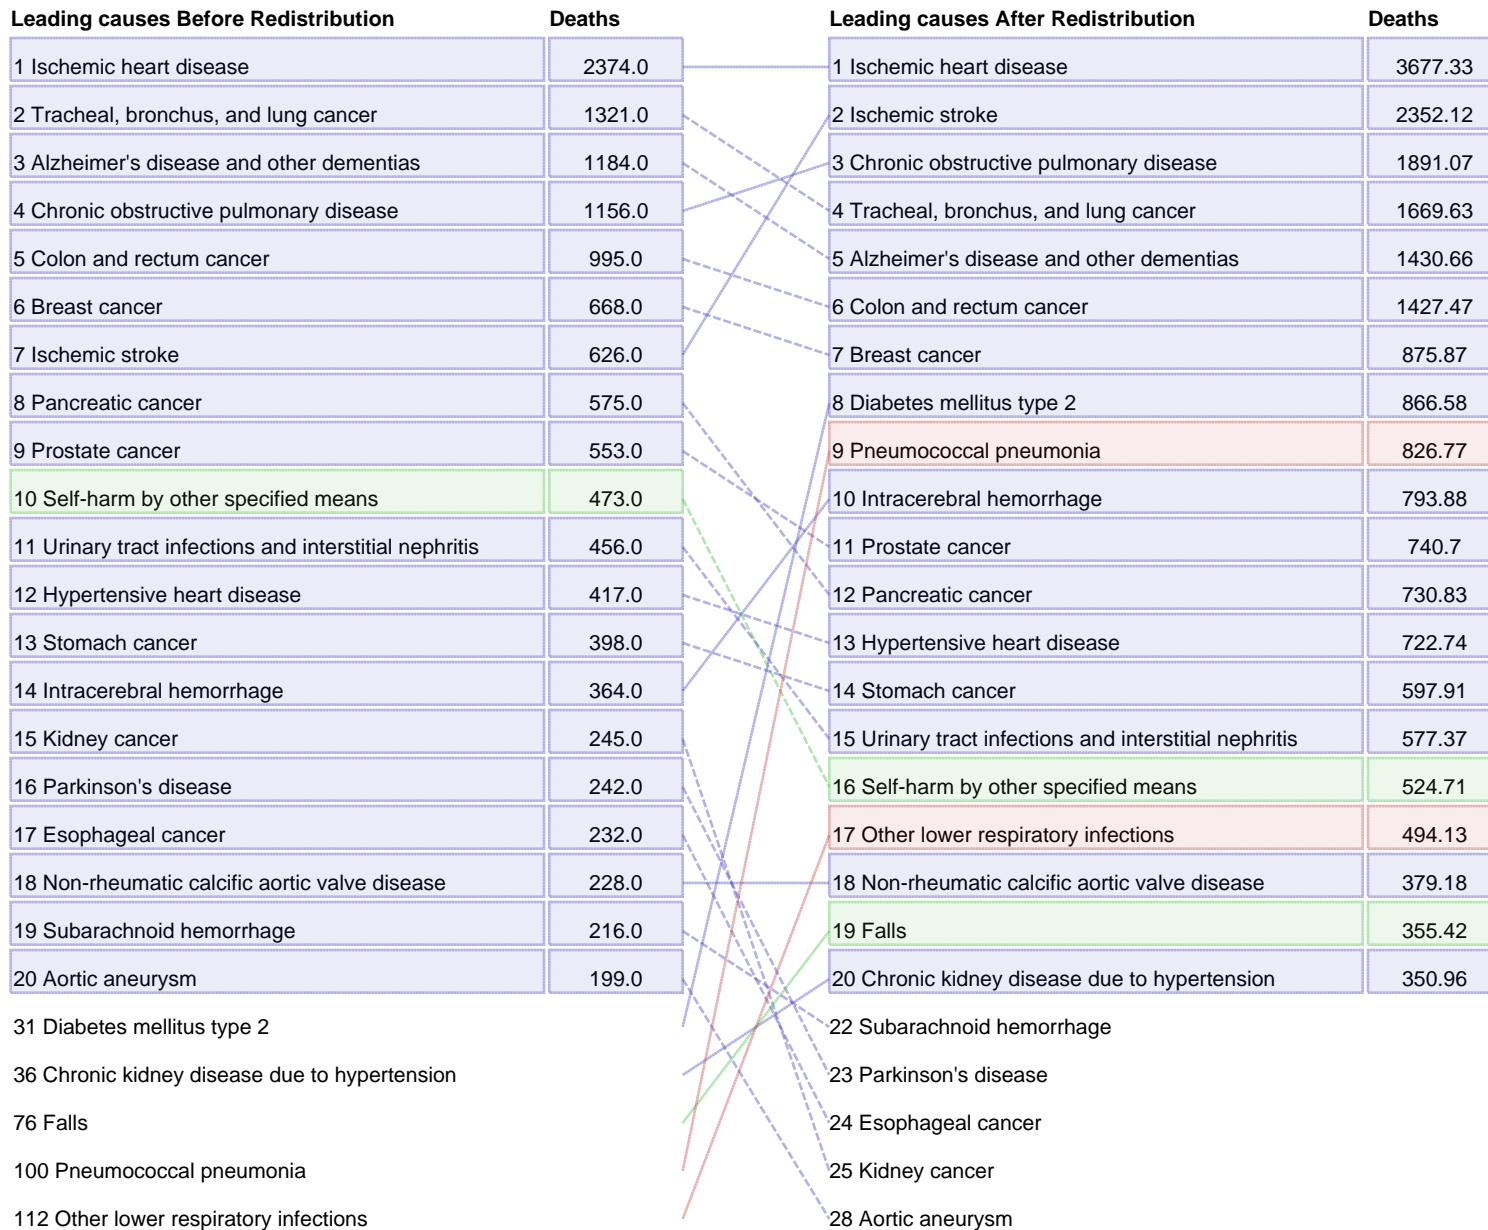 Leading causes Before Redistribution Deaths Leading causes After Redistribution Deaths
1 Ischemic heart disease 2374.0 1 Ischemic heart disease 3677.33
2 Tracheal, bronchus, and lung cancer 1321.0 2 Ischemic stroke 2352.12
3 Alzheimer's disease and other dementias 1184.0 3 Chronic obstructive pulmonary disease 1891.07
4 Chronic obstructive pulmonary disease 1156.0 4 Tracheal, bronchus, and lung cancer 1669.63
5 Colon and rectum cancer 995.0 5 Alzheimer's disease and other dementias 1430.66
6 Breast cancer 668.0 6 Colon and rectum cancer 1427.47
7 Ischemic stroke 626.0 7 Breast cancer 875.87
8 Pancreatic cancer 575.0 8 Diabetes mellitus type 2 866.58
9 Prostate cancer 553.0 9 Pneumococcal pneumonia 826.77
10 Self-harm by other specified means 473.0 10 Intracerebral hemorrhage 793.88
11 Urinary tract infections and interstitial nephritis 456.0 11 Prostate cancer 740.7
12 Hypertensive heart disease 417.0 12 Pancreatic cancer 730.83
13 Stomach cancer 398.0 13 Hypertensive heart disease 722.74
14 Intracerebral hemorrhage 364.0 14 Stomach cancer 597.91
15 Kidney cancer 245.0 15 Urinary tract infections and interstitial nephritis 577.37
16 Parkinson's disease 242.0 16 Self-harm by other specified means 524.71
17 Esophageal cancer 232.0 17 Other lower respiratory infections 494.13
18 Non-rheumatic calcific aortic valve disease 228.0 18 Non-rheumatic calcific aortic valve disease 379.18
19 Subarachnoid hemorrhage 216.0 19 Falls 355.42
20 Aortic aneurysm 199.0 20 Chronic kidney disease due to hypertension 350.96
31 Diabetes mellitus type 2 22 Subarachnoid hemorrhage
36 Chronic kidney disease due to hypertension 23 Parkinson's disease
76 Falls 24 Esophageal cancer
100 Pneumococcal pneumonia 25 Kidney cancer
112 Other lower respiratory infections 28 Aortic aneurysm